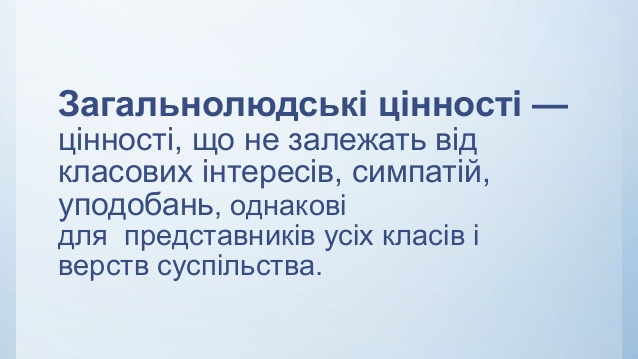 Загальнолюдські цінності —
цінності, що не залежать від
класових інтересів, симпатій,
уподобань, однакові
для  представників усіх класів і
верств суспільства.